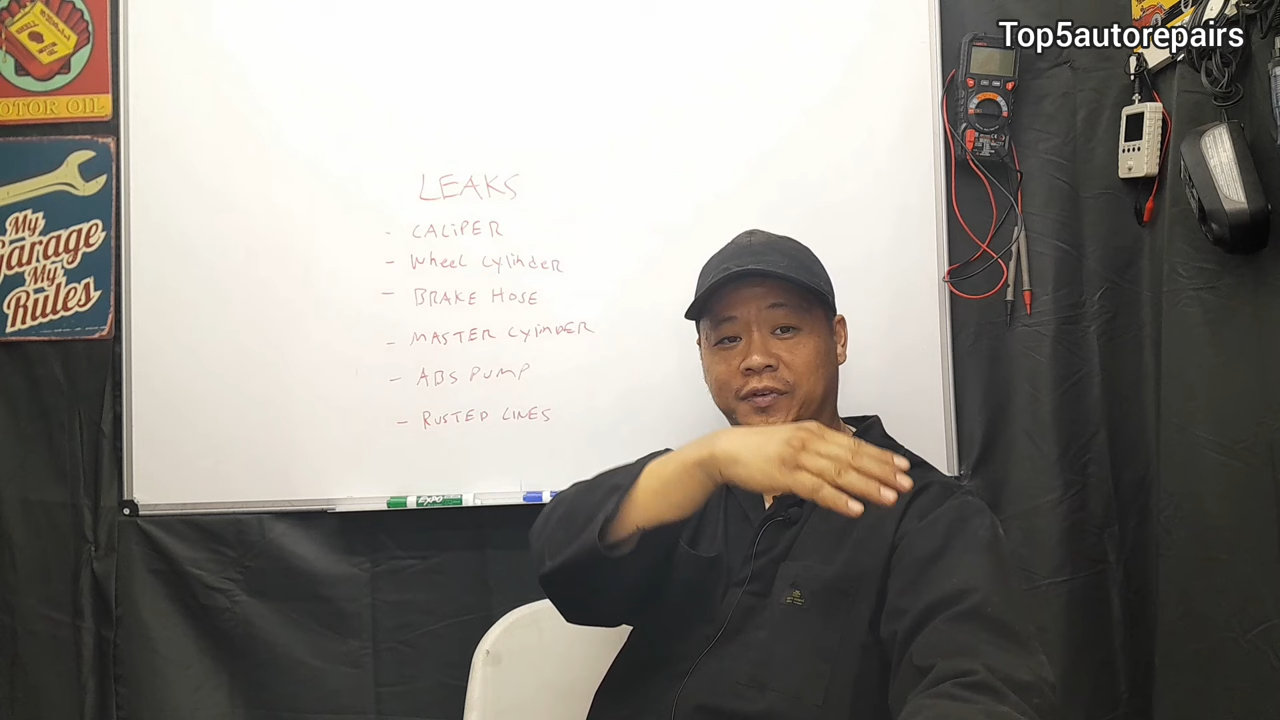 Top5autorepairs
MOTOR OIL
My
Garage
My
Rules
LEAKS
- CALIPER
- Wheel Cylinder
- BRAKE HOSE
- MASTER CYLINDER
- ABS PUMP
- RUSTED LINES
EXPO